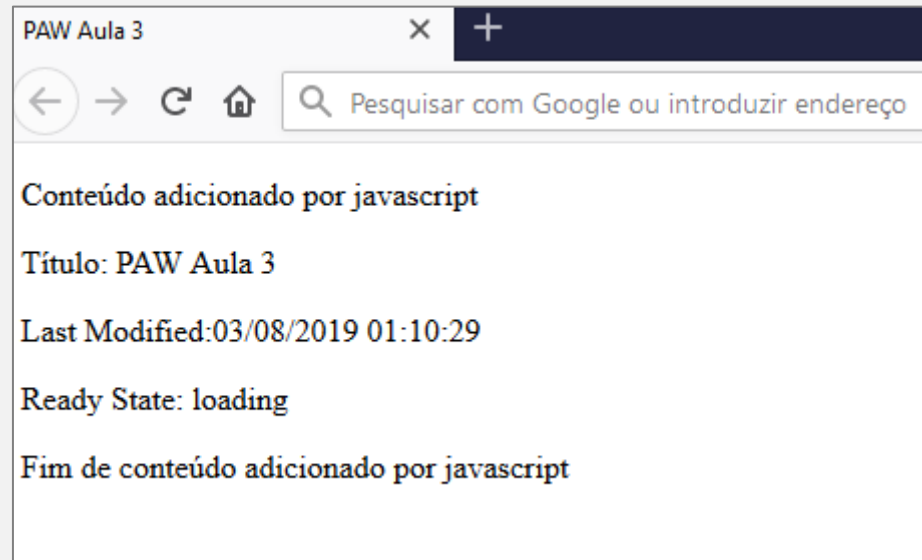 PAW Aula 3
Pesquisar com Google ou introduzir endereço
Conteúdo adicionado por javascript
Título: PAW Aula 3
Last Modified:03/08/2019 01:10:29
Ready State: loading
Fim de conteúdo adicionado por javascript